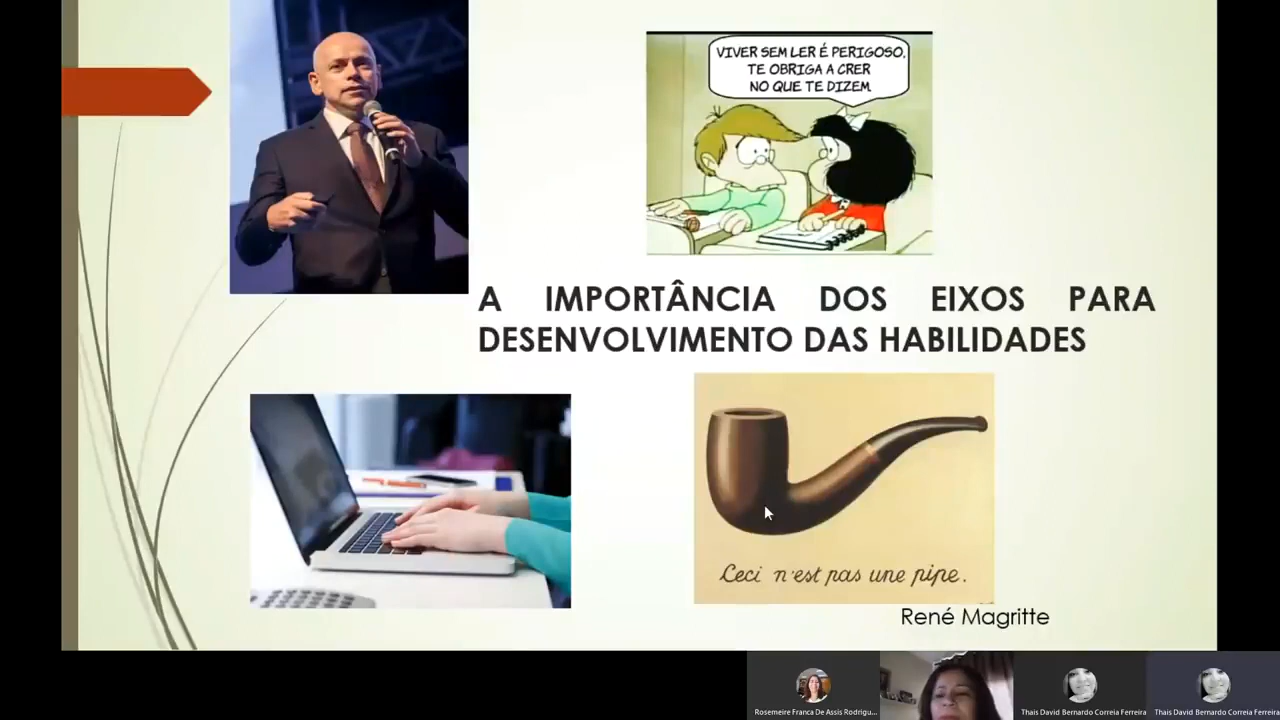 VIVER SEM LER É PERIGOSO.
TE OBRIGA A CRER
NO QUE TE DIZEM
A IMPORTÂNCIA DOS EIXOS PARA
DESENVOLVIMENTO DAS HABILIDADES
Ceci n'est pas une pipe.
René Magritte
Rosemeire Franca De Assis Rodrigu...
Thais David Bernardo Correia Ferreira
Thais David Bernardo Correia Ferreira